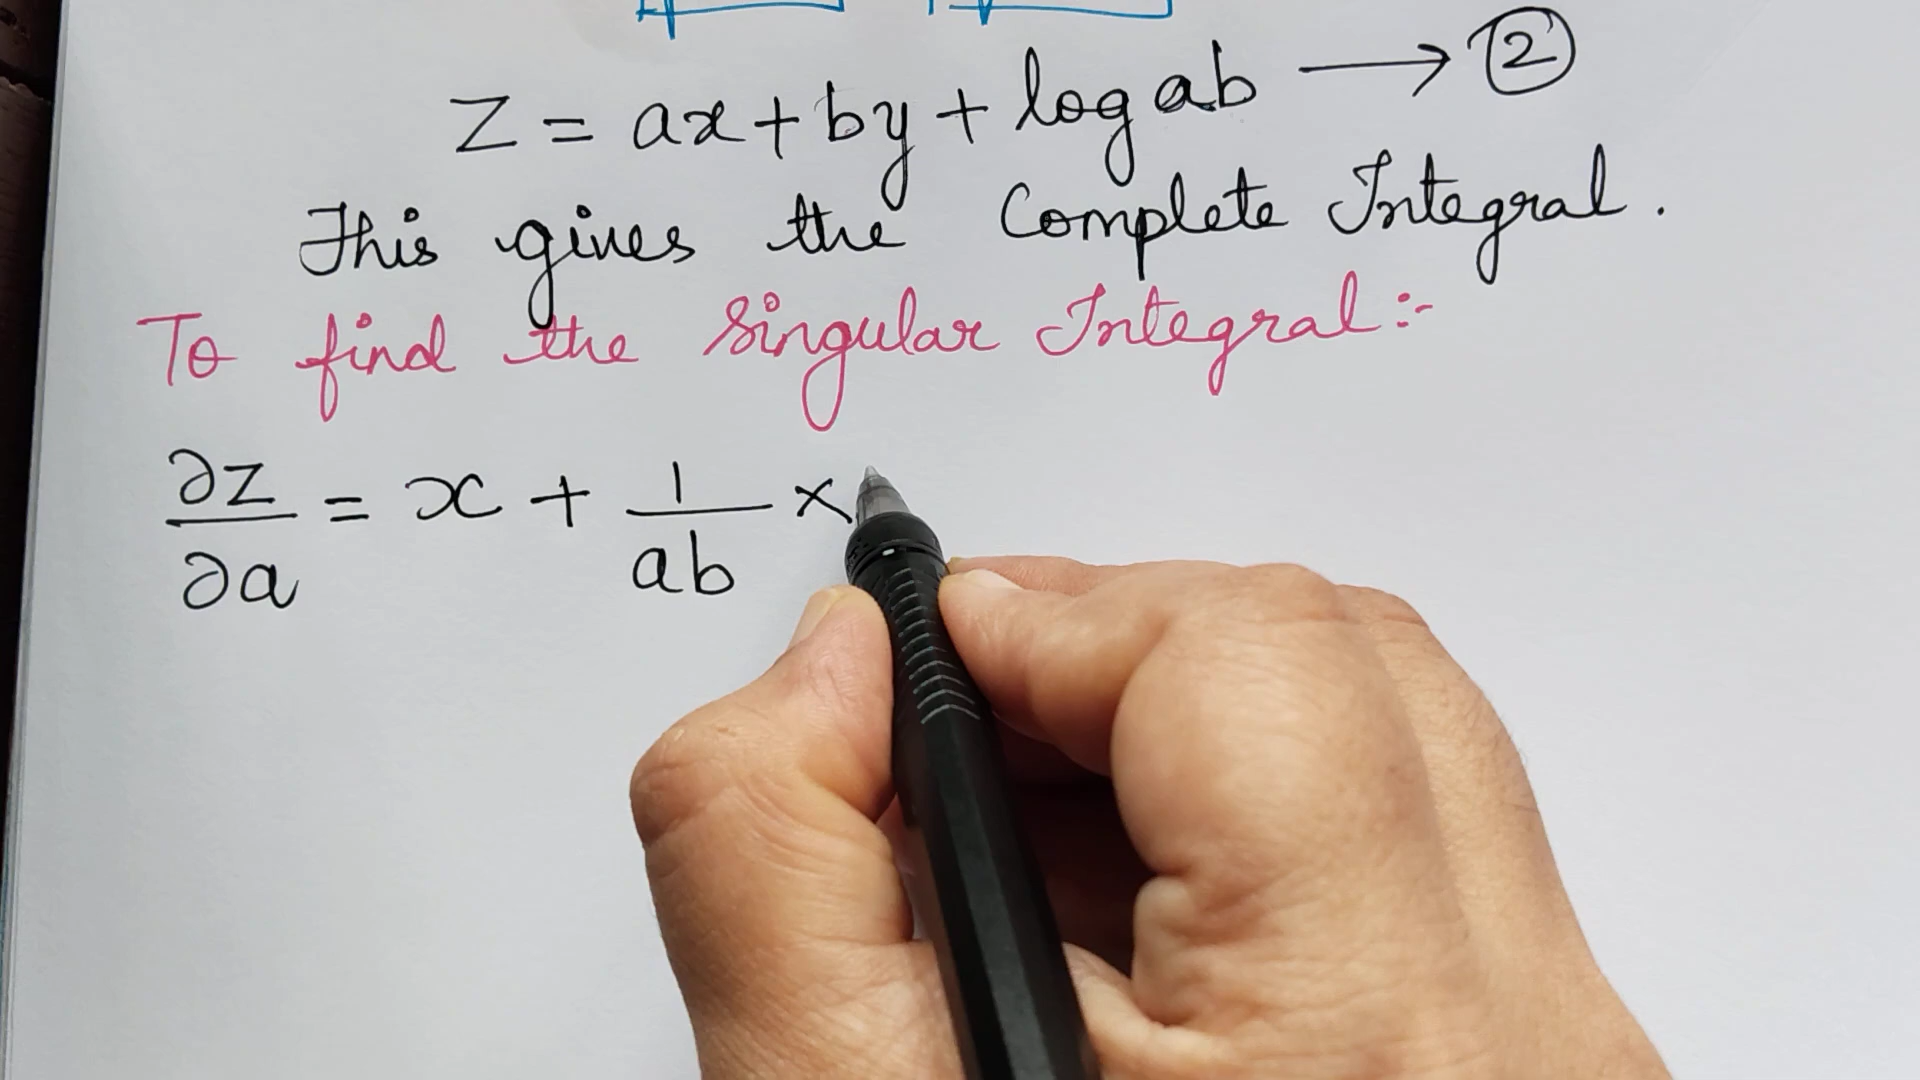 Z = ax + by + log ab ⟶ ②
This gives the Complete Integral.
To find the Singular Integral :-
∂z/∂a = x + 1/ab ×